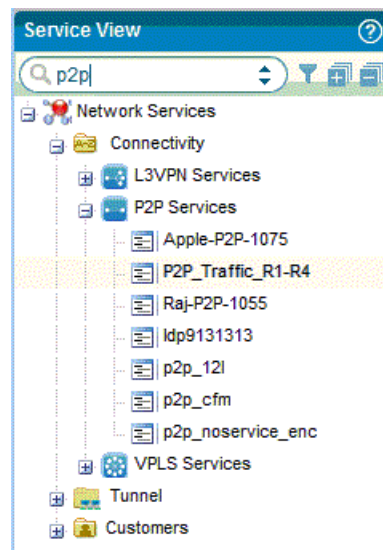 Service View
p2p
Network Services
Connectivity
L3VPN Services
P2P Services
Apple-P2P-1075
P2P_Traffic_R1-R4
Raj-P2P-1055
ldp9131313
p2p_12l
p2p_cfm
p2p_noservice_enc
VPLS Services
Tunnel
Customers